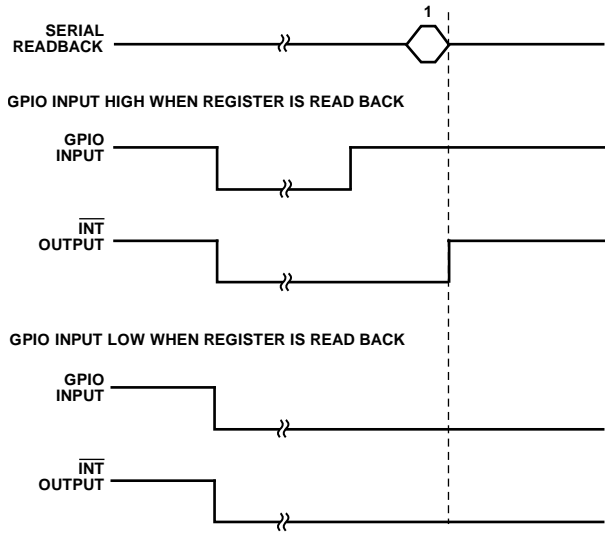 1
SERIAL
READBACK
GPIO INPUT HIGH WHEN REGISTER IS READ BACK
GPIO
INPUT
INT
OUTPUT
GPIO INPUT LOW WHEN REGISTER IS READ BACK
GPIO
INPUT
INT
OUTPUT